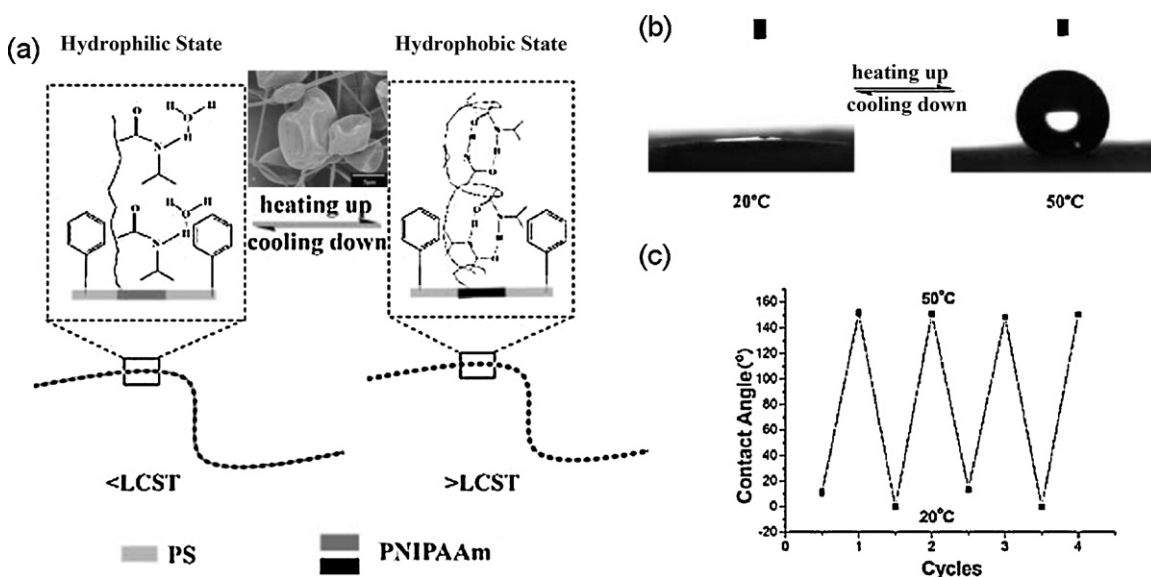 (a)
Hydrophilic State
Hydrophobic State
O
H
H
O
N
H
O
H
H
O
N
H
5μm
heating up
cooling down
<LCST
>LCST
PS
PNIPAAm
(b)
heating up
cooling down
20°C
50°C
(c)
Contact Angle(°)
160
140
120
100
80
60
40
20
0
-20
50°C
20°C
0
1
2
3
4
Cycles